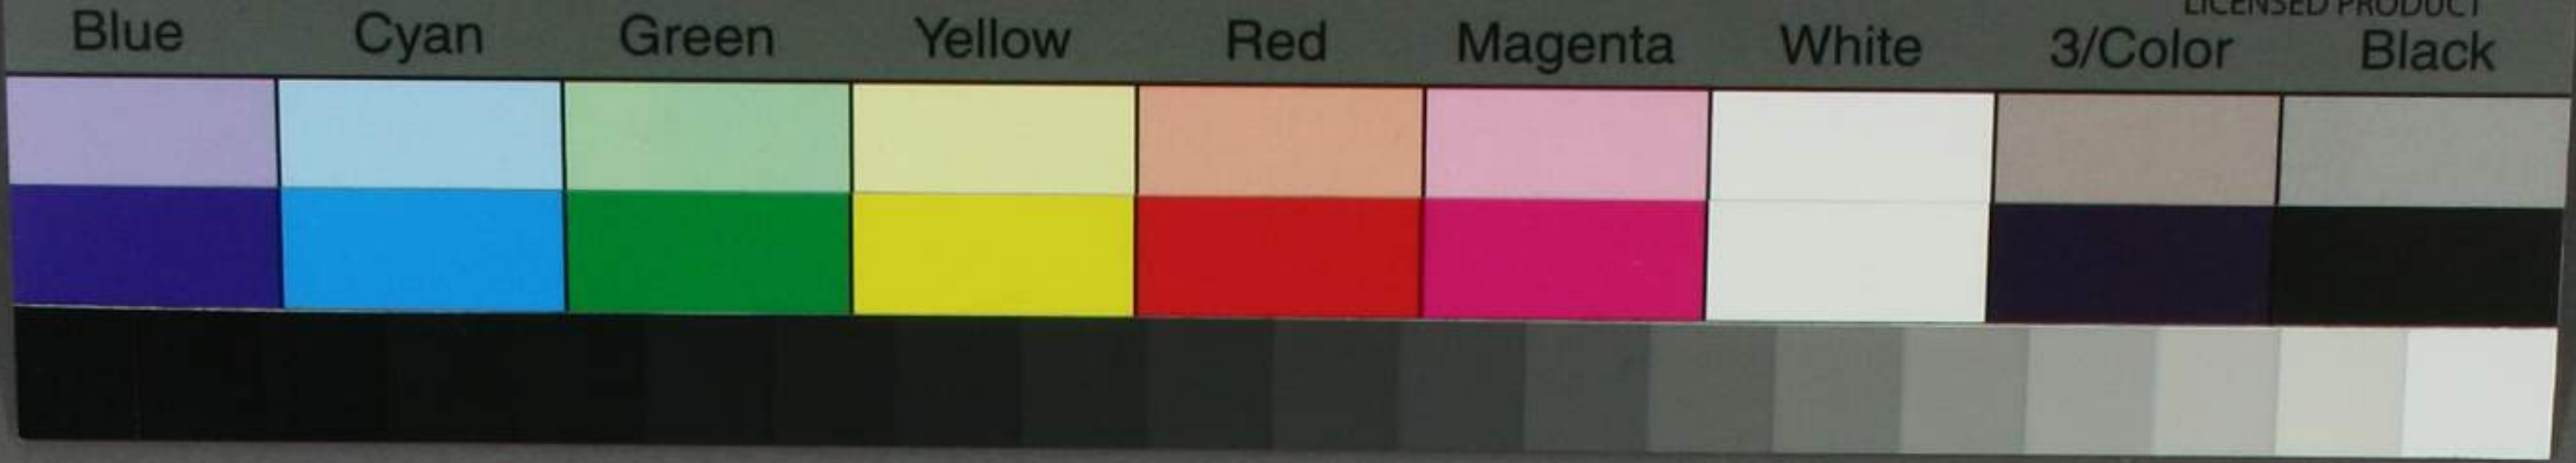 LICENSED PRODUCT
Blue Cyan Green Yellow Red Magenta White 3/Color Black